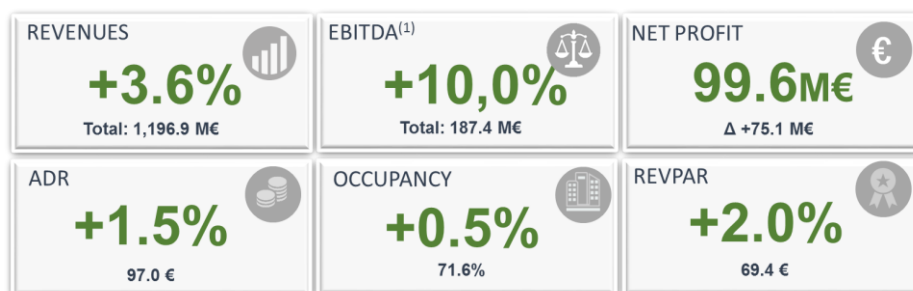 REVENUES
+3.6%
Total: 1,196.9 M€
EBITDA(1)
+10,0%
Total: 187.4 M€
NET PROFIT
€
99.6M€
Δ +75.1 M€
ADR
+1.5%
97.0 €
OCCUPANCY
+0.5%
71.6%
REVPAR
+2.0%
69.4 €